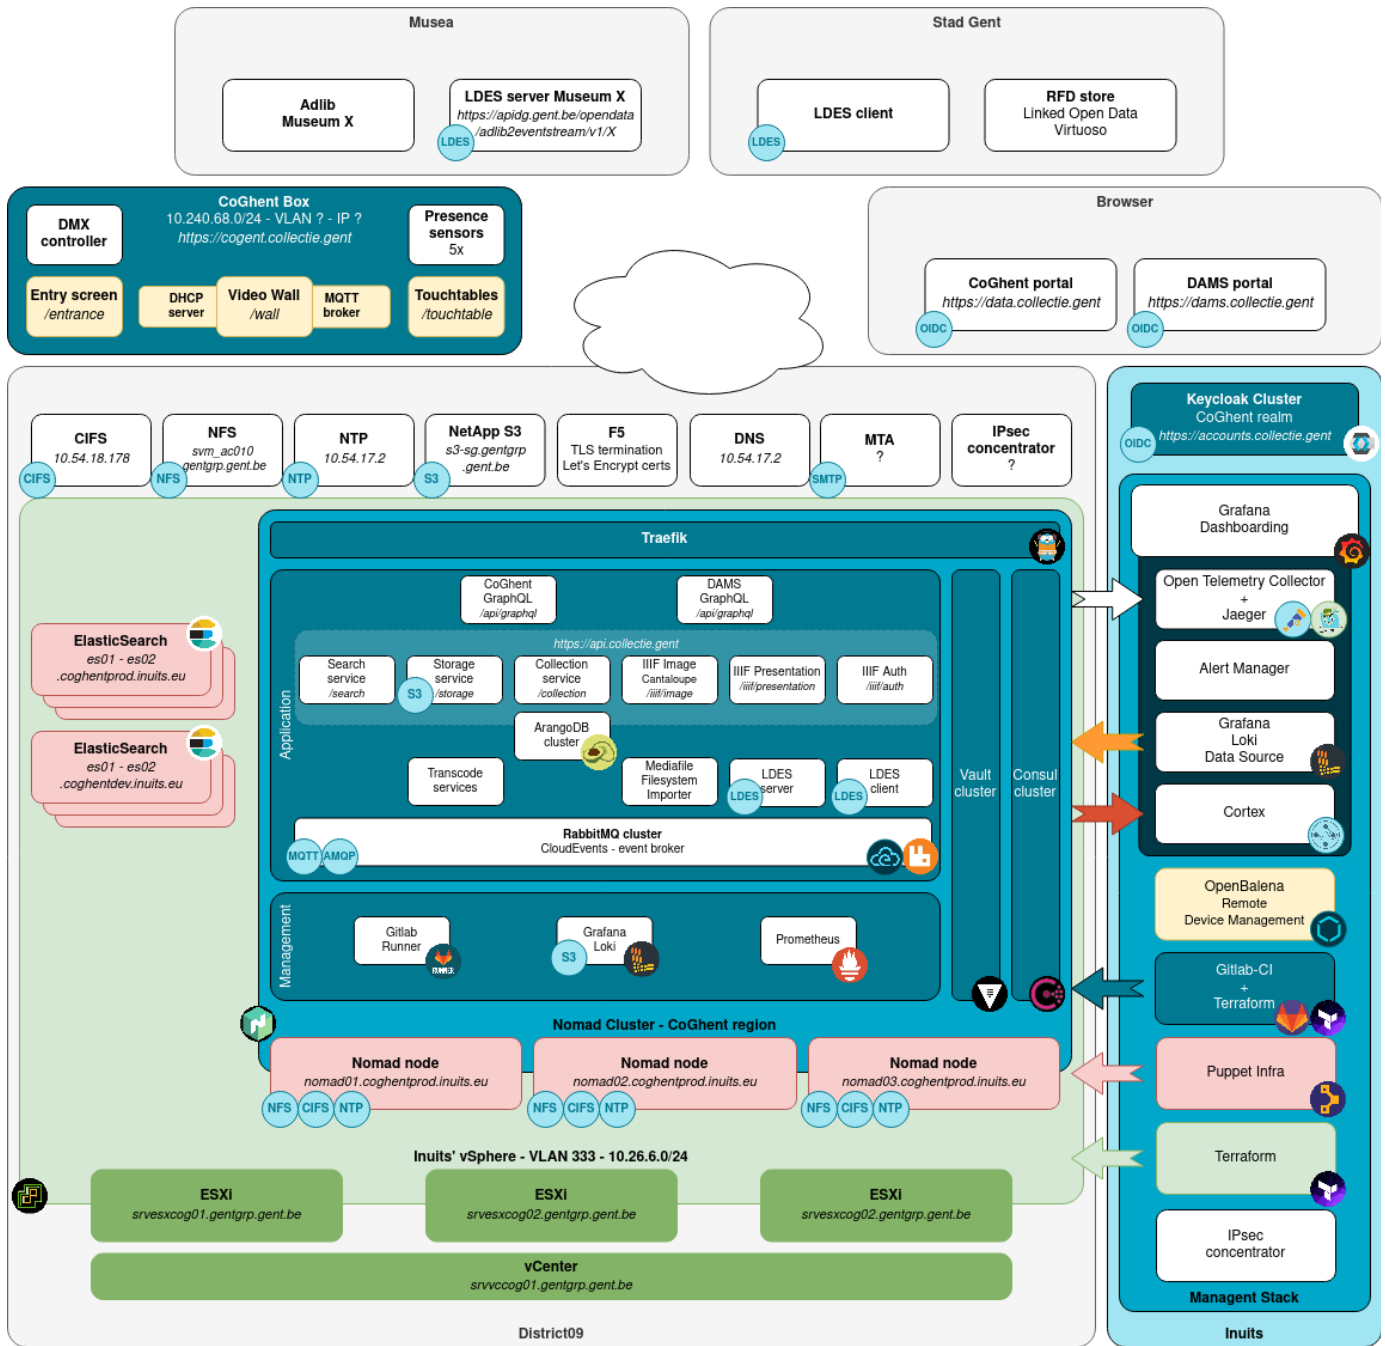 Musea
Adlib
Museum X
LDES server Museum X
https://apidg.gent.be/opendata
/adlib2eventstream/v1/X
LDES
Stad Gent
LDES client
LDES
RFD store
Linked Open Data
Virtuoso
CoGhent Box
10.240.68.0/24 - VLAN ? - IP ?
https://cogent.collectie.gent
DMX
controller
Presence
sensors
5x
Entry screen
/entrance
DHCP
server
Video Wall
/wall
MQTT
broker
Touchtables
/touchtable
Browser
CoGhent portal
https://data.collectie.gent
OIDC
DAMS portal
https://dams.collectie.gent
OIDC
CIFS
10.54.18.178
CIFS
NFS
svm_ac010
gentgrp.gent.be
NFS
NTP
10.54.17.2
NTP
NetApp S3
s3-sg.gentgrp
.gent.be
S3
F5
TLS termination
Let's Encrypt certs
DNS
10.54.17.2
MTA
?
SMTP
IPsec
concentrator
?
Keycloak Cluster
CoGhent realm
https://accounts.collectie.gent
OIDC
Traefik
Application
CoGhent
GraphQL
/api/graphql
DAMS
GraphQL
/api/graphql
https://api.collectie.gent
Search
service
/search
Storage
service
/storage
S3
Collection
service
/collection
IIIF Image
Cantaloupe
/iiif/image
IIIF Presentation
/iiif/presentation
IIIF Auth
/iiif/auth
ArangoDB
cluster
Transcode
services
Mediafile
Filesystem
Importer
LDES
server
LDES
LDES
client
LDES
RabbitMQ cluster
CloudEvents - event broker
MQTT
AMQP
Vault
cluster
Consul
cluster
ElasticSearch
es01 - es02
.coghentprod.inuits.eu
ElasticSearch
es01 - es02
.coghentdev.inuits.eu
Management
Gitlab
Runner
RUNNER
Grafana
Loki
S3
Prometheus
Nomad Cluster - CoGhent region
Nomad node
nomad01.coghentprod.inuits.eu
NFS
CIFS
NTP
Nomad node
nomad02.coghentprod.inuits.eu
NFS
CIFS
NTP
Nomad node
nomad03.coghentprod.inuits.eu
NFS
CIFS
NTP
Inuits' vSphere - VLAN 333 - 10.26.6.0/24
ESXi
srvesxcog01.gentgrp.gent.be
ESXi
srvesxcog02.gentgrp.gent.be
ESXi
srvesxcog02.gentgrp.gent.be
vCenter
srvvccog01.gentgrp.gent.be
District09
Grafana
Dashboarding
Open Telemetry Collector
+
Jaeger
Alert Manager
Grafana
Loki
Data Source
Cortex
OpenBalena
Remote
Device Management
Gitlab-CI
+
Terraform
Puppet Infra
Terraform
IPsec
concentrator
Managent Stack
Inuits